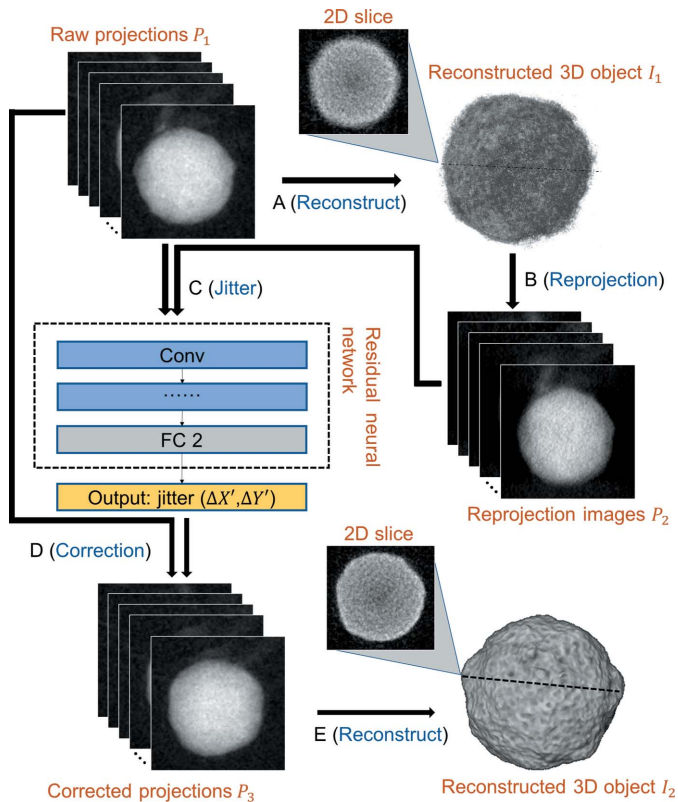 Raw projections P₁
2D slice
Reconstructed 3D object I₁
A (Reconstruct)
B (Reprojection)
C (Jitter)
Conv
......
FC 2
Residual neural
network
Output: jitter (ΔX′,ΔY′)
Reprojection images P₂
D (Correction)
2D slice
E (Reconstruct)
Corrected projections P₃
Reconstructed 3D object I₂